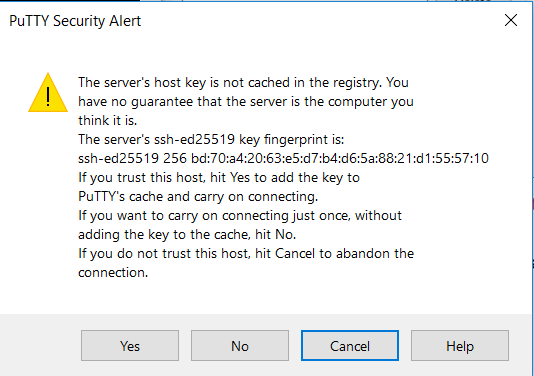 PuTTY Security Alert
The server's host key is not cached in the registry. You
have no guarantee that the server is the computer you
think it is.
The server's ssh-ed25519 key fingerprint is:
ssh-ed25519 256 bd:70:a4:20:63:e5:d7:b4:d6:5a:88:21:d1:55:57:10
If you trust this host, hit Yes to add the key to
PuTTY's cache and carry on connecting.
If you want to carry on connecting just once, without
adding the key to the cache, hit No.
If you do not trust this host, hit Cancel to abandon the
connection.
Yes No Cancel Help